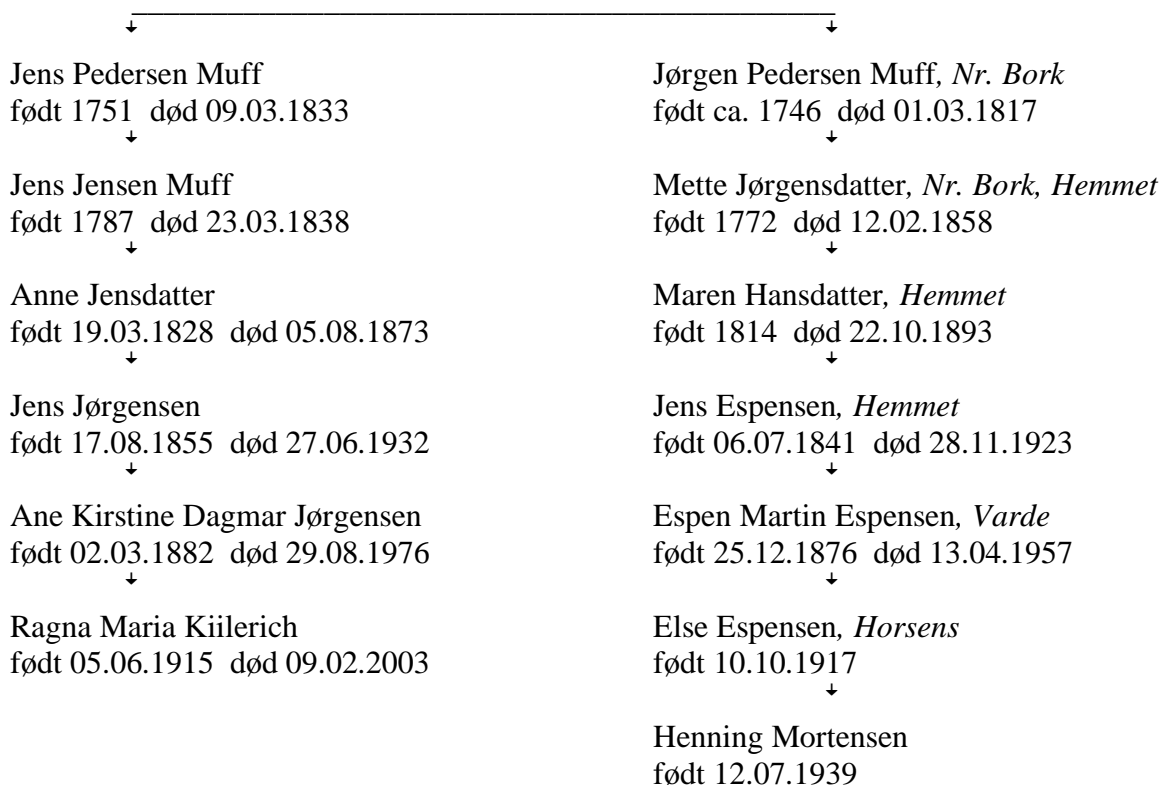 Jens Pedersen Muff
født 1751  død 09.03.1833
Jens Jensen Muff
født 1787  død 23.03.1838
Anne Jensdatter
født 19.03.1828  død 05.08.1873
Jens Jørgensen
født 17.08.1855  død 27.06.1932
Ane Kirstine Dagmar Jørgensen
født 02.03.1882  død 29.08.1976
Ragna Maria Kiilerich
født 05.06.1915  død 09.02.2003
Jørgen Pedersen Muff, Nr. Bork
født ca. 1746  død 01.03.1817
Mette Jørgensdatter, Nr. Bork, Hemmet
født 1772  død 12.02.1858
Maren Hansdatter, Hemmet
født 1814  død 22.10.1893
Jens Espensen, Hemmet
født 06.07.1841  død 28.11.1923
Espen Martin Espensen, Varde
født 25.12.1876  død 13.04.1957
Else Espensen, Horsens
født 10.10.1917
Henning Mortensen
født 12.07.1939